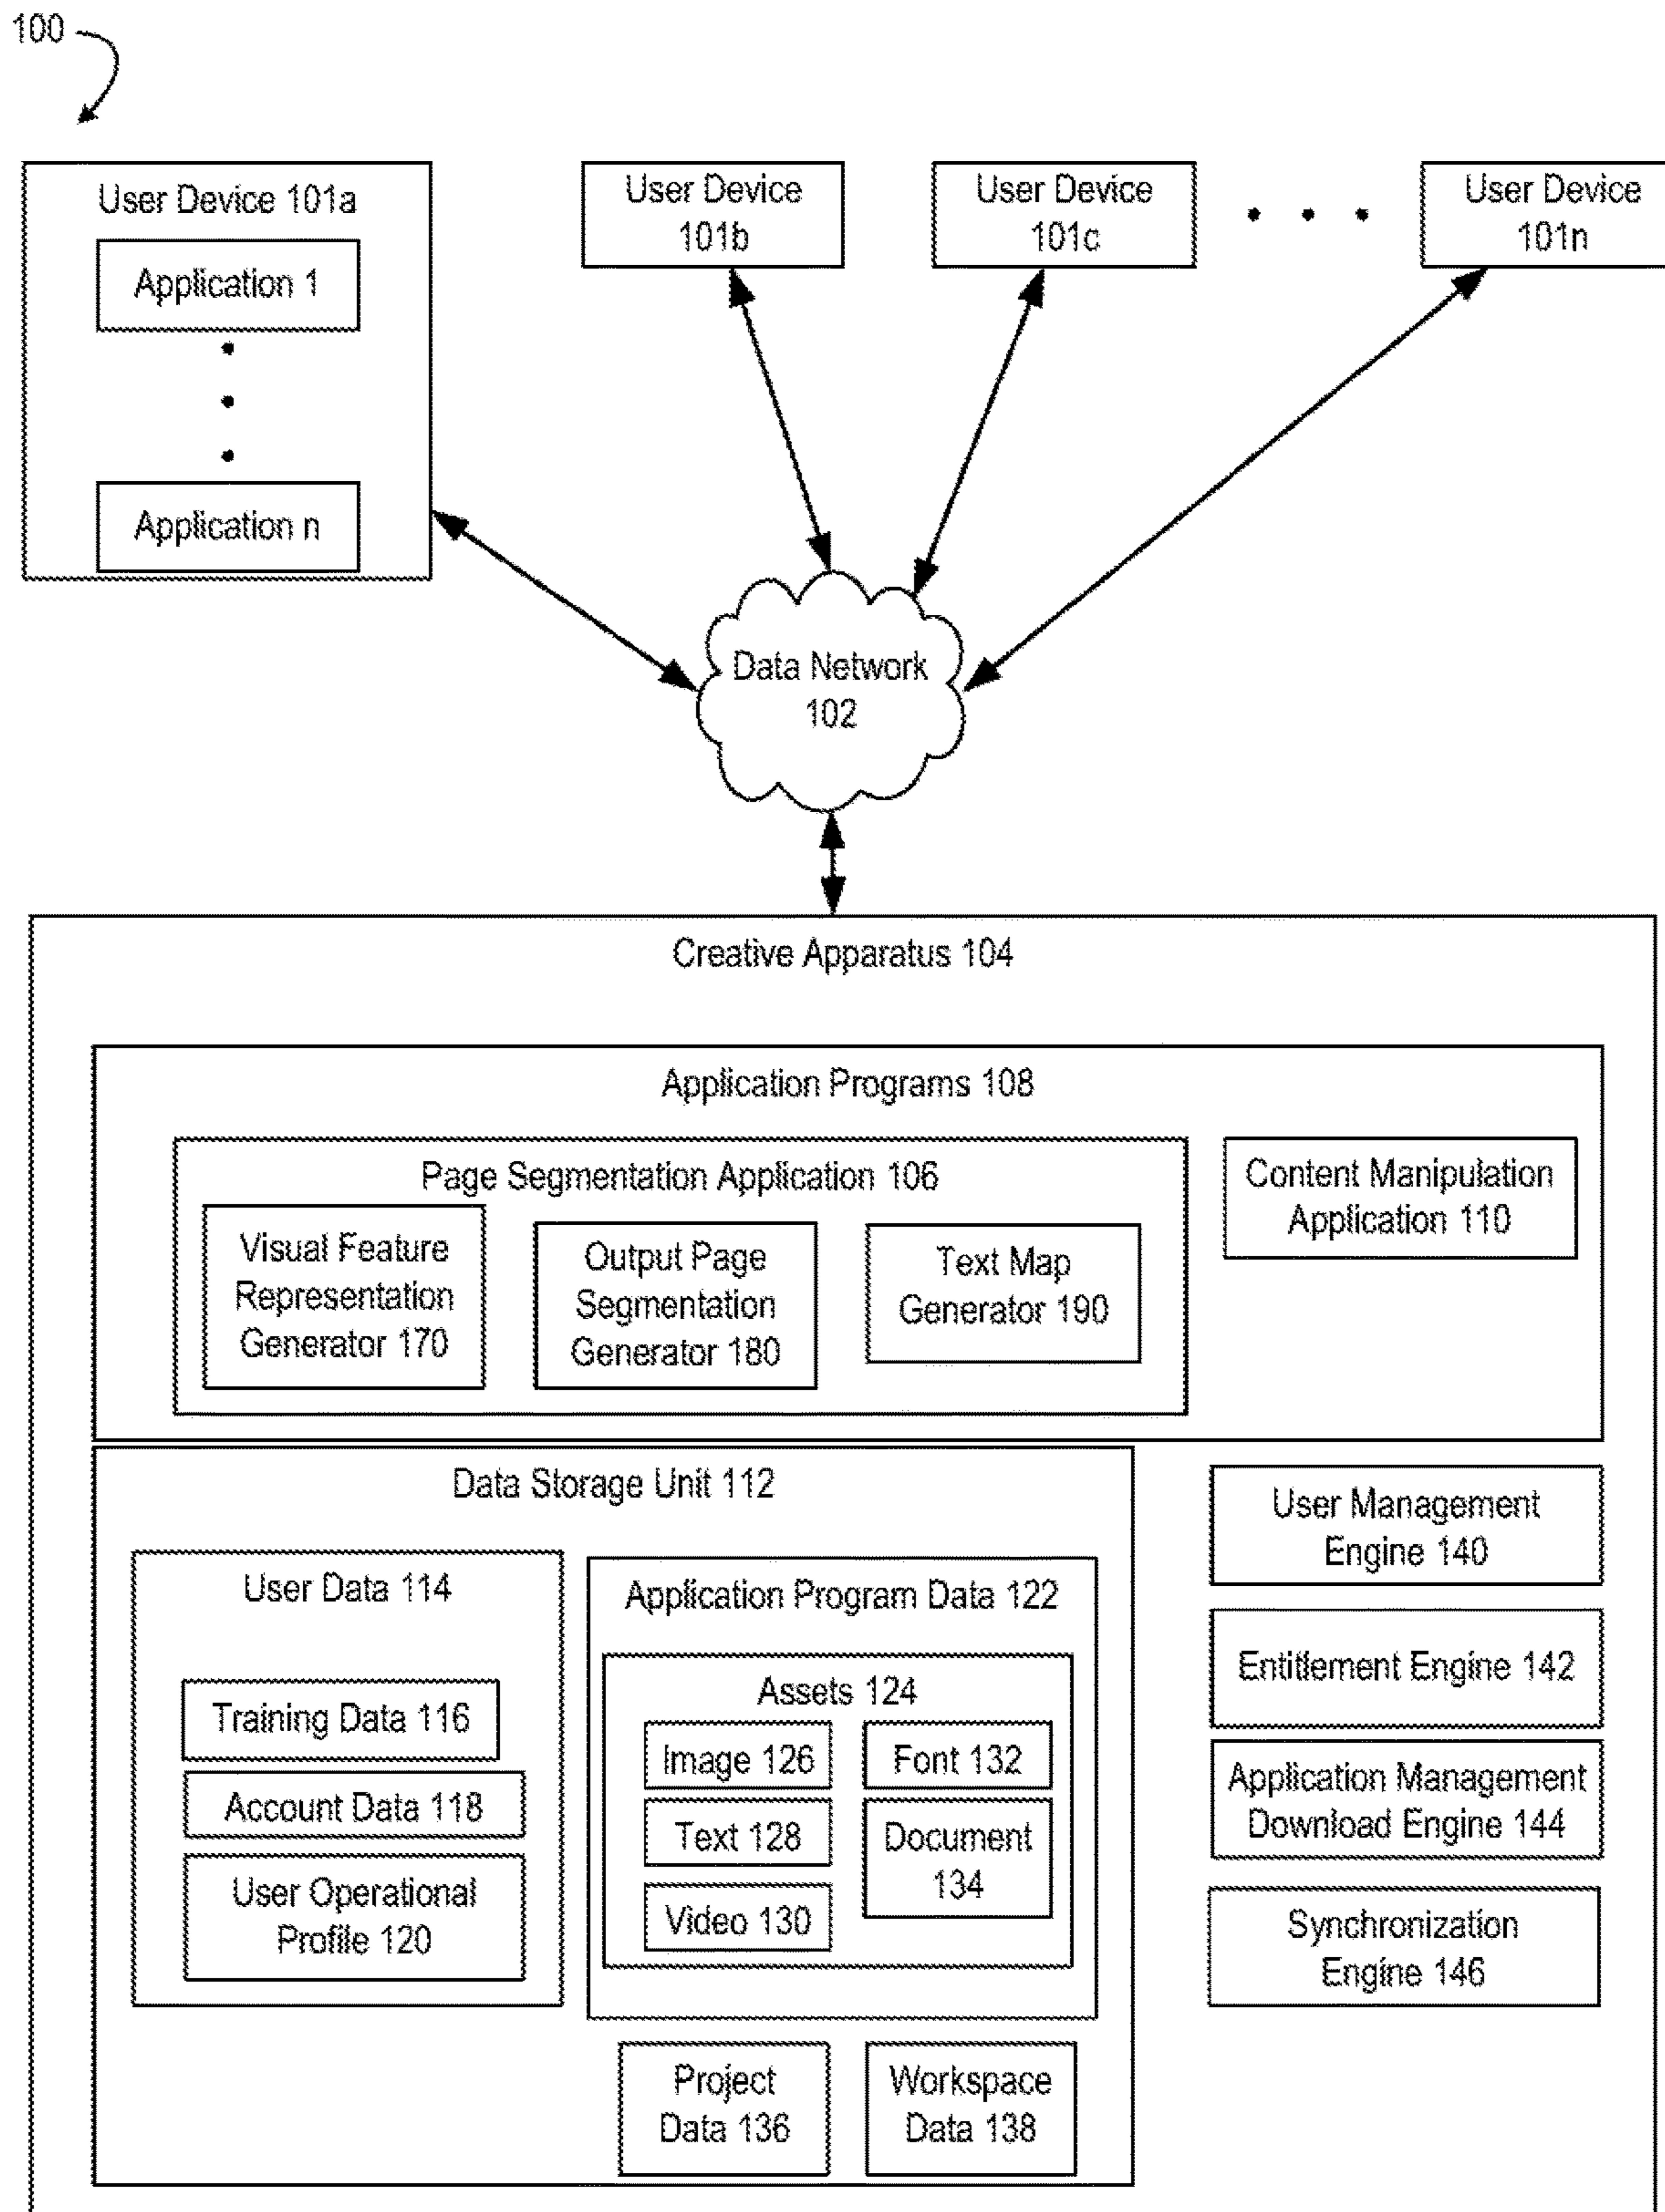 100
User Device 101a
Application 1
Application n
User Device
101b
User Device
101c
User Device
101n
Data Network
102
Creative Apparatus 104
Application Programs 108
Page Segmentation Application 106
Visual Feature
Representation
Generator 170
Output Page
Segmentation
Generator 180
Text Map
Generator 190
Content Manipulation
Application 110
Data Storage Unit 112
User Data 114
Training Data 116
Account Data 118
User Operational
Profile 120
Application Program Data 122
Assets 124
Image 126
Text 128
Video 130
Font 132
Document
134
Project
Data 136
Workspace
Data 138
User Management
Engine 140
Entitlement Engine 142
Application Management
Download Engine 144
Synchronization
Engine 146